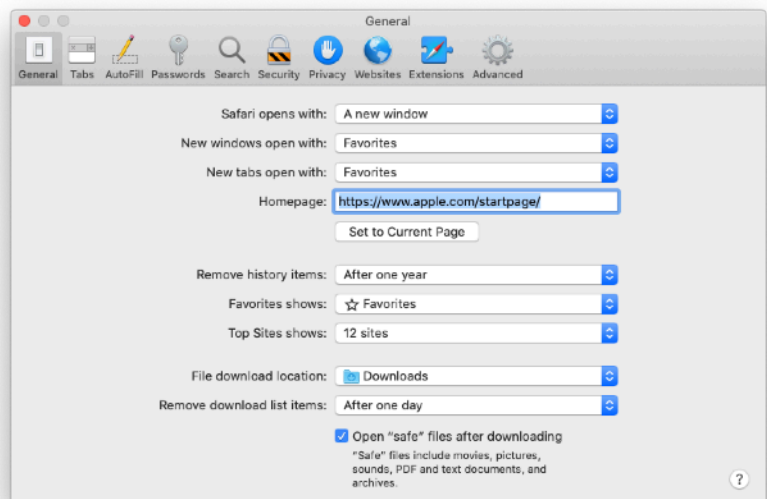 General
General Tabs AutoFill Passwords Search Security Privacy Websites Extensions Advanced
Safari opens with: A new window
New windows open with: Favorites
New tabs open with: Favorites
Homepage: https://www.apple.com/startpage/
Set to Current Page
Remove history items: After one year
Favorites shows: Favorites
Top Sites shows: 12 sites
File download location: Downloads
Remove download list items: After one day
Open “safe” files after downloading
“Safe” files include movies, pictures,
sounds, PDF and text documents, and
archives.
?